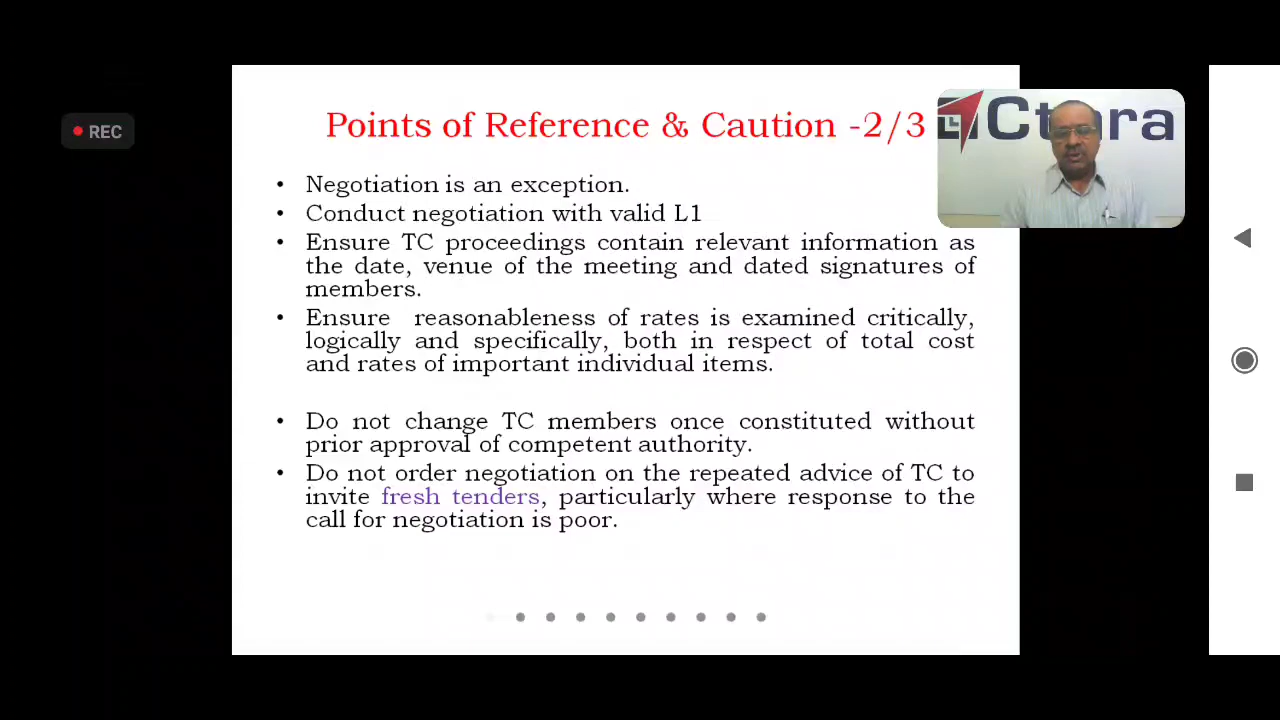 REC
Points of Reference & Caution -2/3
• Negotiation is an exception.
• Conduct negotiation with valid L1
• Ensure TC proceedings contain relevant information as
the date, venue of the meeting and dated signatures of
members.
• Ensure reasonableness of rates is examined critically,
logically and specifically, both in respect of total cost
and rates of important individual items.
• Do not change TC members once constituted without
prior approval of competent authority.
• Do not order negotiation on the repeated advice of TC to
invite fresh tenders, particularly where response to the
call for negotiation is poor.